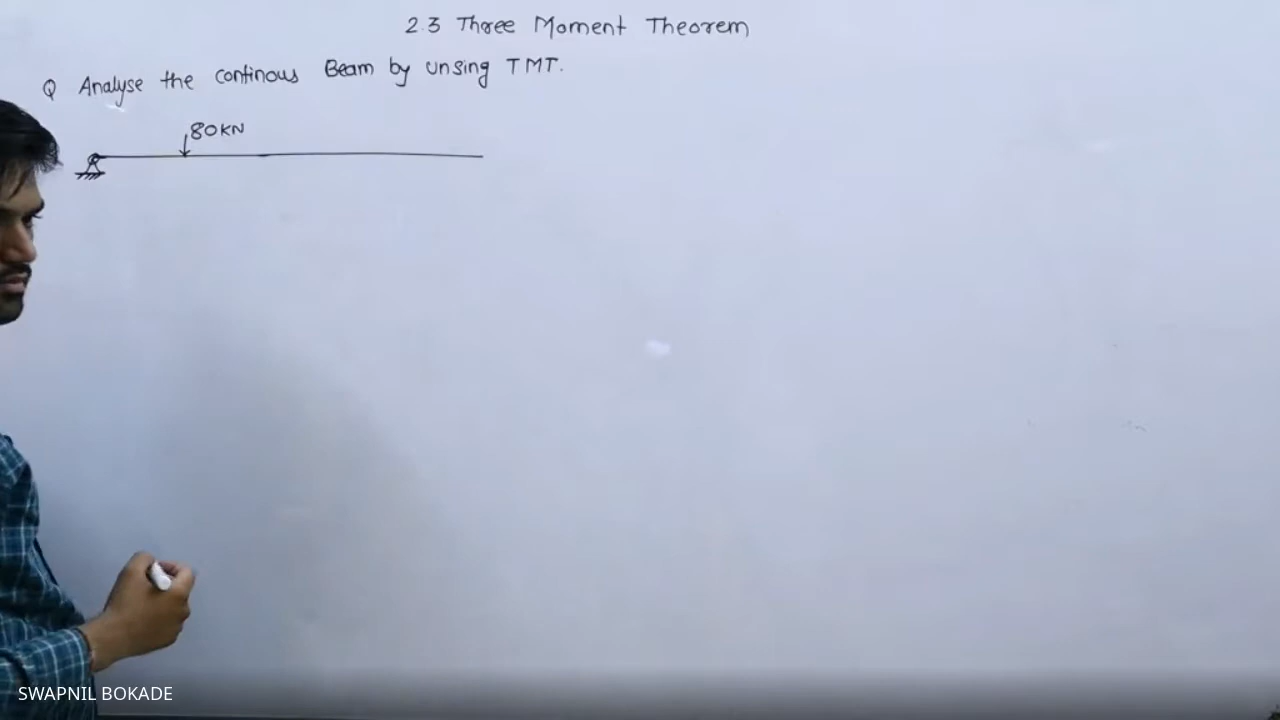 2.3 Three Moment Theorem
Q Analyse the continous Beam by unsing TMT.
80KN
SWAPNIL BOKADE